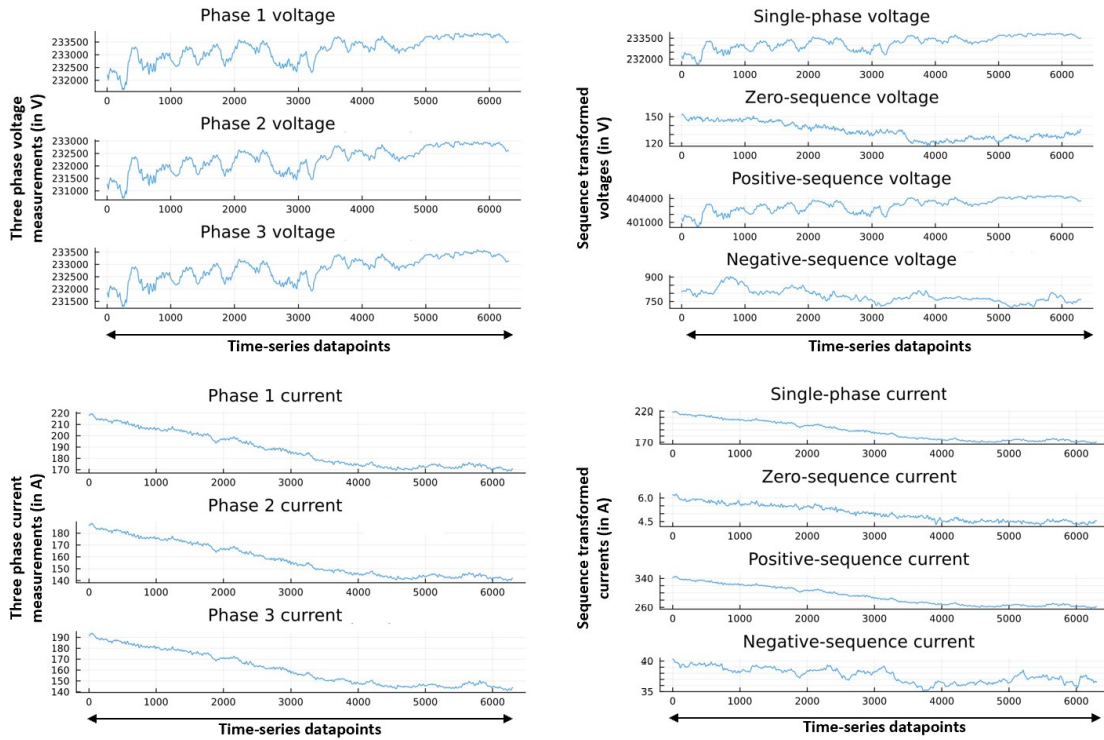 Phase 1 voltage
233500
233000
232500
232000
0 1000 2000 3000 4000 5000 6000
Phase 2 voltage
233000
232500
232000
231500
231000
0 1000 2000 3000 4000 5000 6000
Phase 3 voltage
233500
233000
232500
232000
231500
0 1000 2000 3000 4000 5000 6000
Three phase voltage
measurements (in V)
Time-series datapoints
Single-phase voltage
233500
232000
0 1000 2000 3000 4000 5000 6000
Zero-sequence voltage
150
120
0 1000 2000 3000 4000 5000 6000
Positive-sequence voltage
404000
401000
0 1000 2000 3000 4000 5000 6000
Negative-sequence voltage
900
750
0 1000 2000 3000 4000 5000 6000
Sequence transformed
voltages (in V)
Time-series datapoints
Phase 1 current
220
210
200
190
180
170
0 1000 2000 3000 4000 5000 6000
Phase 2 current
180
170
160
150
140
0 1000 2000 3000 4000 5000 6000
Phase 3 current
190
180
170
160
150
140
0 1000 2000 3000 4000 5000 6000
Three phase current
measurements (in A)
Time-series datapoints
Single-phase current
220
170
0 1000 2000 3000 4000 5000 6000
Zero-sequence current
6.0
4.5
0 1000 2000 3000 4000 5000 6000
Positive-sequence current
340
260
0 1000 2000 3000 4000 5000 6000
Negative-sequence current
40
35
0 1000 2000 3000 4000 5000 6000
Sequence transformed
currents (in A)
Time-series datapoints